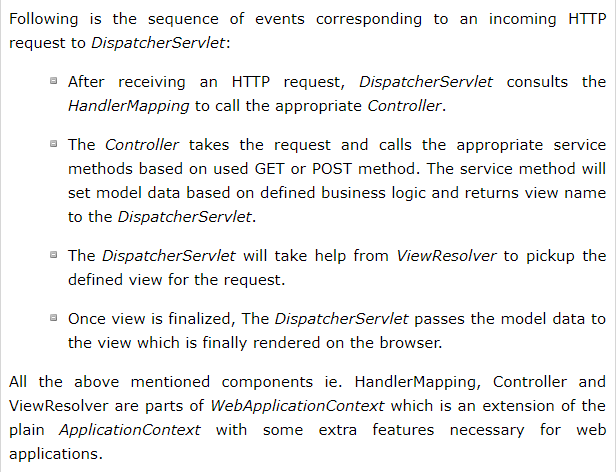 Following is the sequence of events corresponding to an incoming HTTP
request to DispatcherServlet:
After receiving an HTTP request, DispatcherServlet consults the
HandlerMapping to call the appropriate Controller.
The Controller takes the request and calls the appropriate service
methods based on used GET or POST method. The service method will
set model data based on defined business logic and returns view name
to the DispatcherServlet.
The DispatcherServlet will take help from ViewResolver to pickup the
defined view for the request.
Once view is finalized, The DispatcherServlet passes the model data to
the view which is finally rendered on the browser.
All the above mentioned components ie. HandlerMapping, Controller and
ViewResolver are parts of WebApplicationContext which is an extension of the
plain ApplicationContext with some extra features necessary for web
applications.